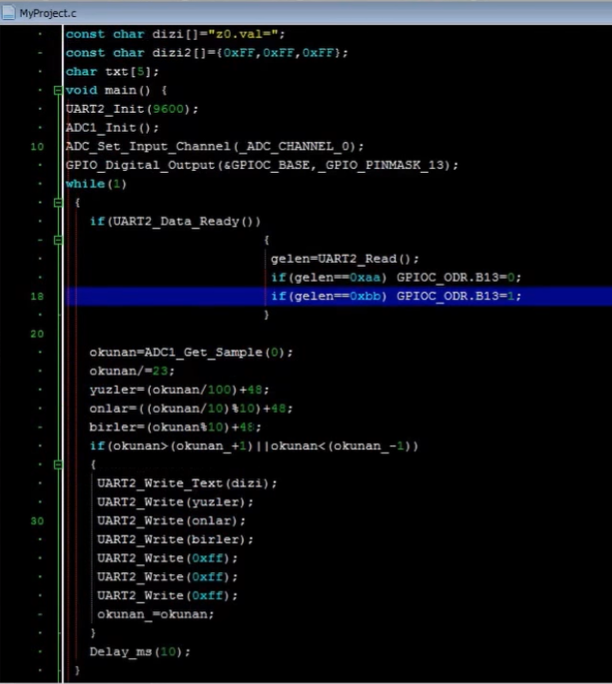 MyProject.c
const char dizi[]="z0.val=";
const char dizi2[]={0xFF,0xFF,0xFF};
char txt[5];
void main() {
UART2_Init(9600);
ADC1_Init();
10 ADC_Set_Input_Channel(_ADC_CHANNEL_0);
GPIO_Digital_Output(&GPIOC_BASE,_GPIO_PINMASK_13);
while(1)
{
if(UART2_Data_Ready())
{
gelen=UART2_Read();
if(gelen==0xaa) GPIOC_ODR.B13=0;
18 if(gelen==0xbb) GPIOC_ODR.B13=1;
}
20
okunan=ADC1_Get_Sample(0);
okunan/=23;
yuzler=(okunan/100)+48;
onlar=((okunan/10)%10)+48;
birler=(okunan%10)+48;
if(okunan>(okunan_+1)||okunan<(okunan_-1))
{
UART2_Write_Text(dizi);
UART2_Write(yuzler);
30 UART2_Write(onlar);
UART2_Write(birler);
UART2_Write(0xff);
UART2_Write(0xff);
UART2_Write(0xff);
okunan_=okunan;
}
Delay_ms(10);
}